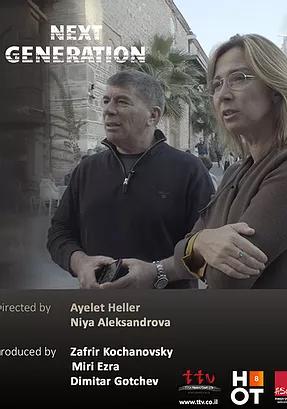 NEXT
GENERATION
irected by Ayelet Heller
Niya Aleksandrova
roduced by Zafrir Kochanovsky
Miri Ezra
Dimitar Gotchev
ttv
www.ttv.co.il
HOT
8